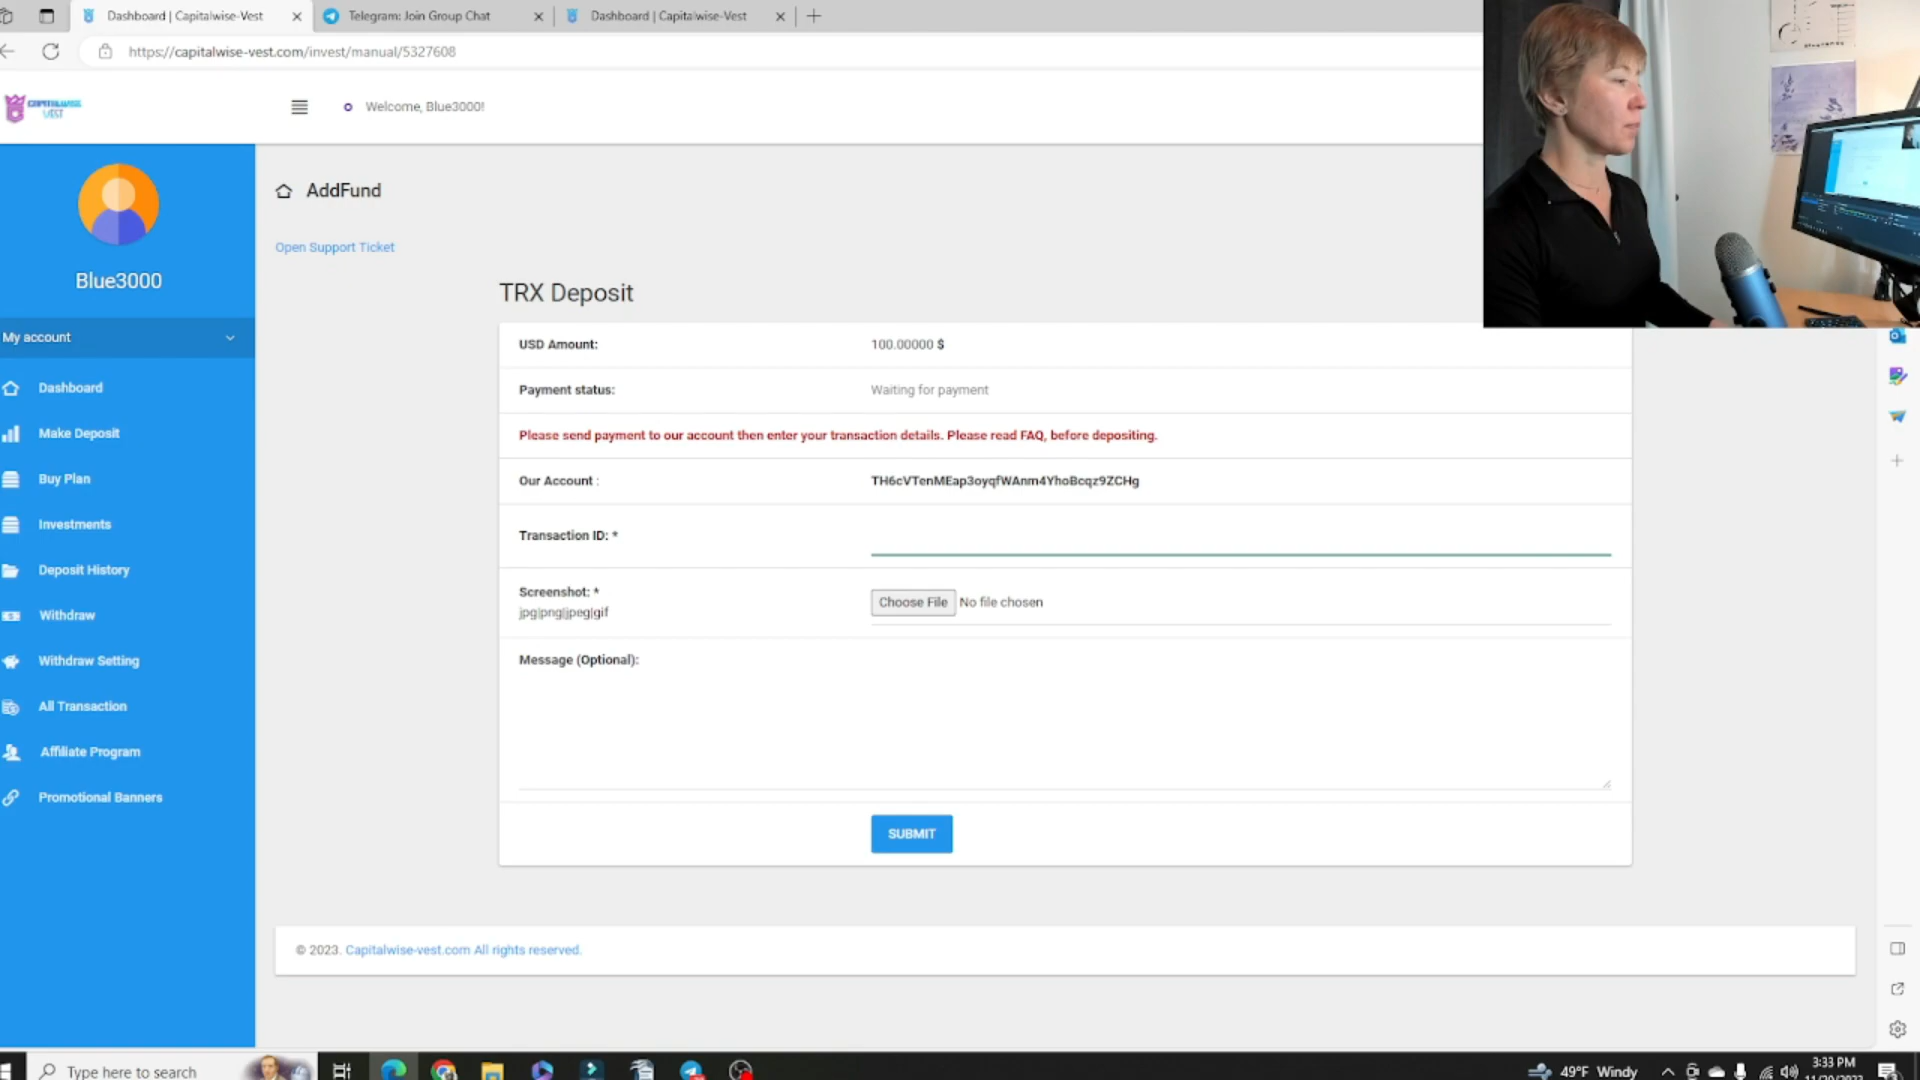 Dashboard | Capitalwise-Vest
Telegram: Join Group Chat
Dashboard | Capitalwise-Vest
https://capitalwise-vest.com/invest/manual/5327608
CAPITALWISE
VEST
Welcome, Blue3000!
Blue3000
My account
Dashboard
Make Deposit
Buy Plan
Investments
Deposit History
Withdraw
Withdraw Setting
All Transaction
Affiliate Program
Promotional Banners
AddFund
Open Support Ticket
TRX Deposit
USD Amount: 100.00000 $
Payment status: Waiting for payment
Please send payment to our account then enter your transaction details. Please read FAQ, before depositing.
Our Account : TH6cVTenMEap3oyqfWAnm4YhoBcqz9ZCHg
Transaction ID: *
Screenshot: *
jpg|png|jpeg|gif
Choose File No file chosen
Message (Optional):
SUBMIT
© 2023. Capitalwise-vest.com All rights reserved.
Type here to search
49°F Windy
3:33 PM